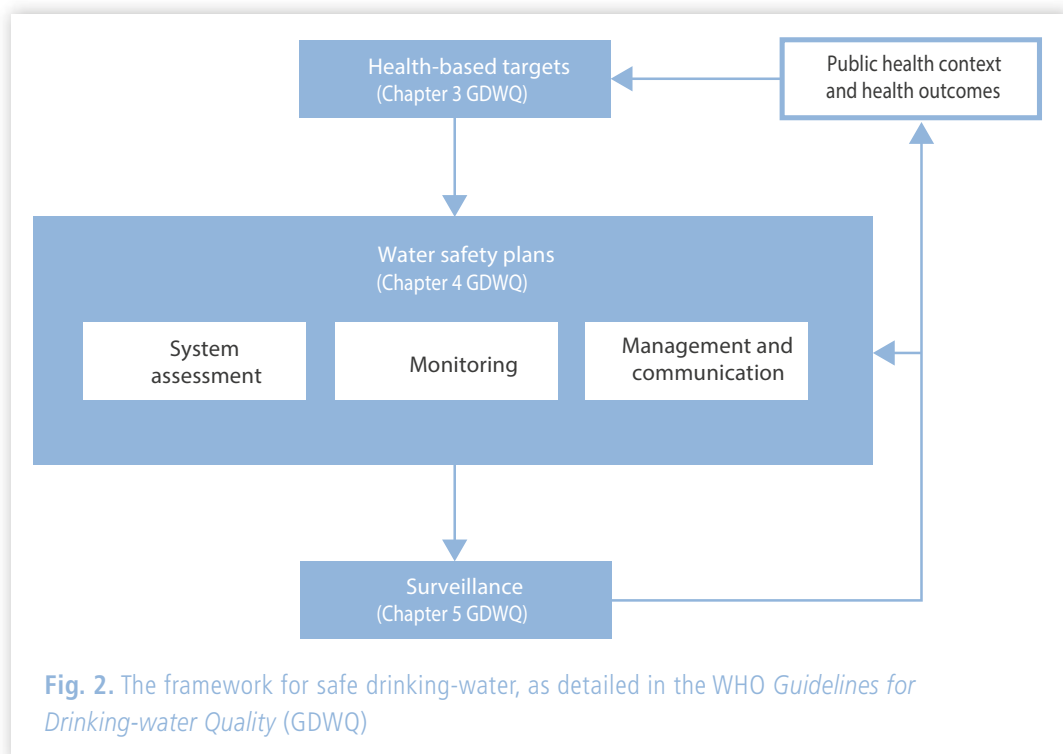 Health-based targets
(Chapter 3 GDWQ)
Public health context
and health outcomes
Water safety plans
(Chapter 4 GDWQ)
System
assessment
Monitoring
Management and
communication
Surveillance
(Chapter 5 GDWQ)
Fig. 2. The framework for safe drinking-water, as detailed in the WHO Guidelines for
Drinking-water Quality (GDWQ)